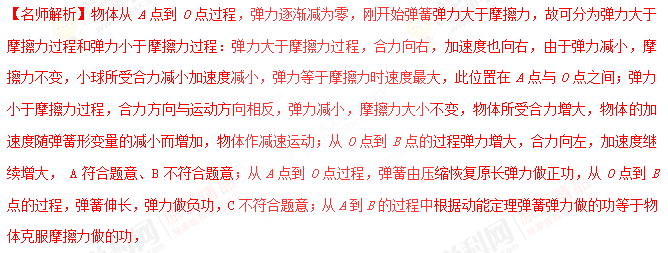 【名师解析】物体从 A 点到 O 点过程，弹力逐渐减为零，刚开始弹簧弹力大于摩擦力，故可分为弹力大于
摩擦力过程和弹力小于摩擦力过程：弹力大于摩擦力过程，合力向右，加速度也向右，由于弹力减小，摩
擦力不变，小球所受合力减小加速度减小，弹力等于摩擦力时速度最大，此位置在 A 点与 O 点之间；弹力
小于摩擦力过程，合力方向与运动方向相反，弹力减小，摩擦力大小不变，物体所受合力增大，物体的加
速度随弹簧形变量的减小而增加，物体作减速运动；从 O 点到 B 点的过程弹力增大，合力向左，加速度继
续增大， A 符合题意、B 不符合题意；从 A 点到 O 点过程，弹簧由压缩恢复原长弹力做正功，从 O 点到 B
点的过程，弹簧伸长，弹力做负功，C 不符合题意；从 A 到 B 的过程中根据动能定理弹簧弹力做的功等于物
体克服摩擦力做的功，